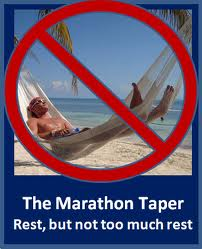 The Marathon Taper
Rest, but not too much rest